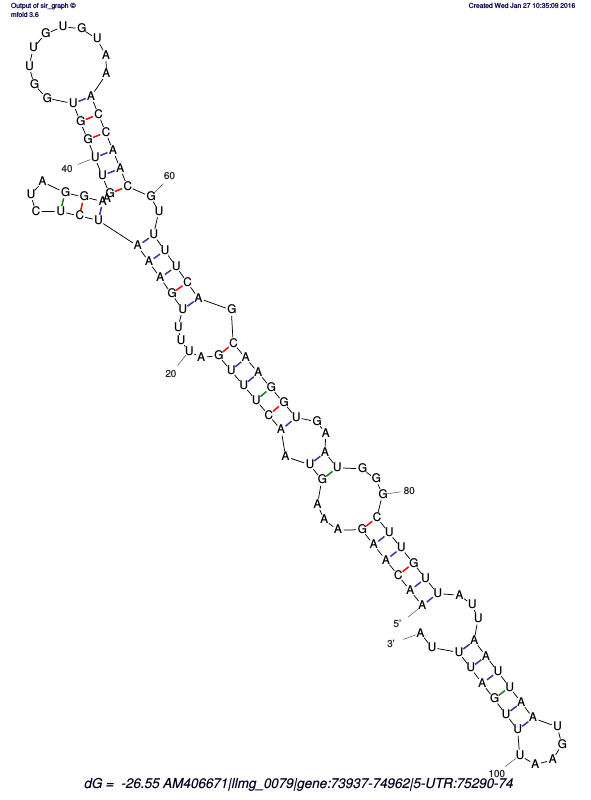 Output of sir_graph ©
mfold 3.6
Created Wed Jan 27 10:35:09 2016
5'
A A C A A G A A A G U A A C U U U G A U
20
U U U G A A A U C U C U A G G A A G U U
40
G G U G G U U G U G U A A A C C A A C G
60
U U U U C A G C A A G G U G A A U G G G
80
C U U G U U A U U A A U U A A U G A A U
100
U U G A U U U A
3'
dG = -26.55 AM406671|llmg_0079|gene:73937-74962|5-UTR:75290-74